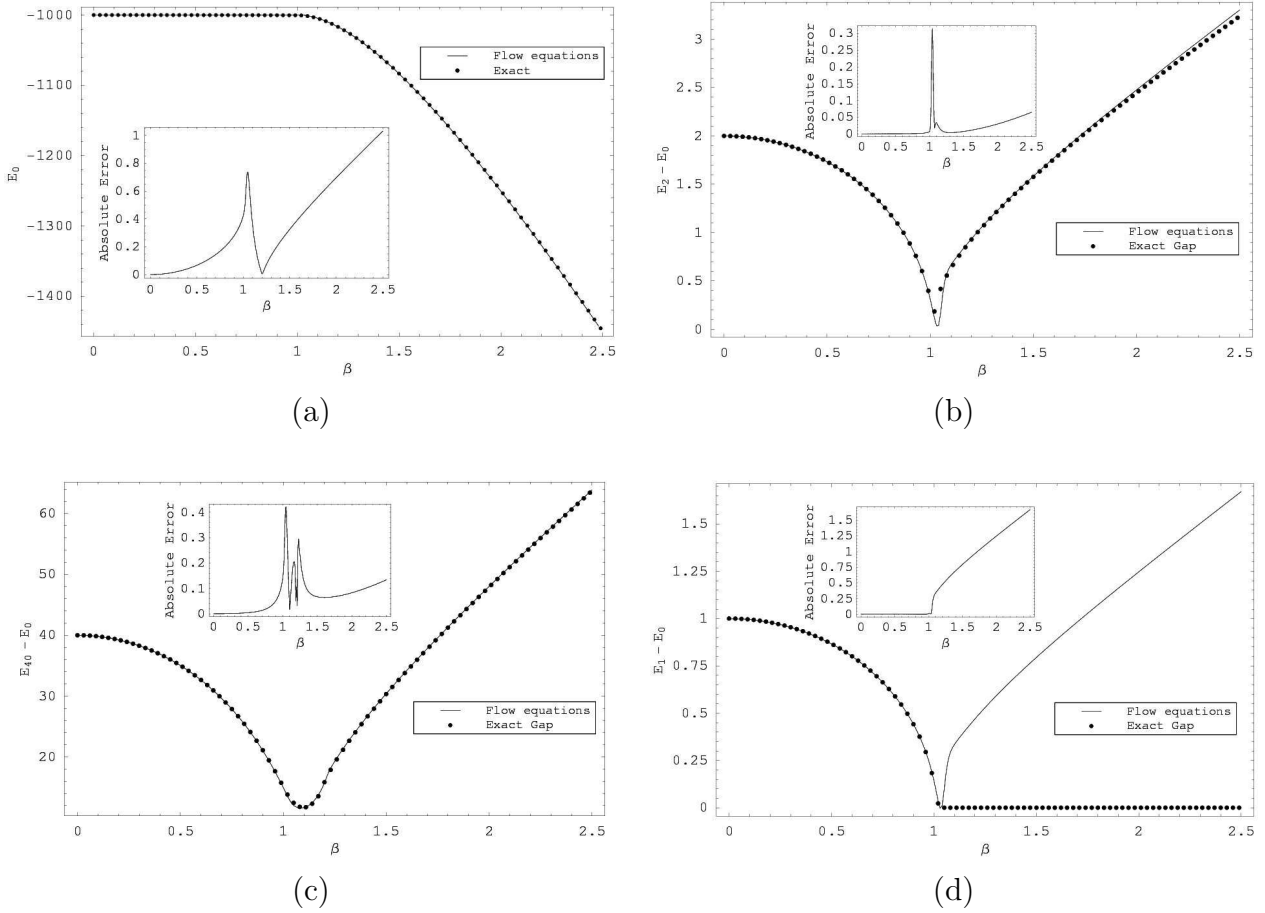 -1000
-1100
-1200
-1300
-1400
E0
0 0.5 1 1.5 2 2.5
β
Flow equations
Exact
1
0.8
0.6
0.4
0.2
0
Absolute Error
0 0.5 1 1.5 2 2.5
β
(a)
3
2.5
2
1.5
1
0.5
0
E2 - E0
0 0.5 1 1.5 2 2.5
β
Flow equations
Exact Gap
0.3
0.25
0.2
0.15
0.1
0.05
0
Absolute Error
0 0.5 1 1.5 2 2.5
β
(b)
60
50
40
30
20
E40 - E0
0 0.5 1 1.5 2 2.5
β
Flow equations
Exact Gap
0.4
0.3
0.2
0.1
0
Absolute Error
0 0.5 1 1.5 2 2.5
β
(c)
1.5
1.25
1
0.75
0.5
0.25
0
E1 - E0
0 0.5 1 1.5 2 2.5
β
Flow equations
Exact Gap
1.5
1.25
1
0.75
0.5
0.25
0
Absolute Error
0 0.5 1 1.5 2 2.5
β
(d)